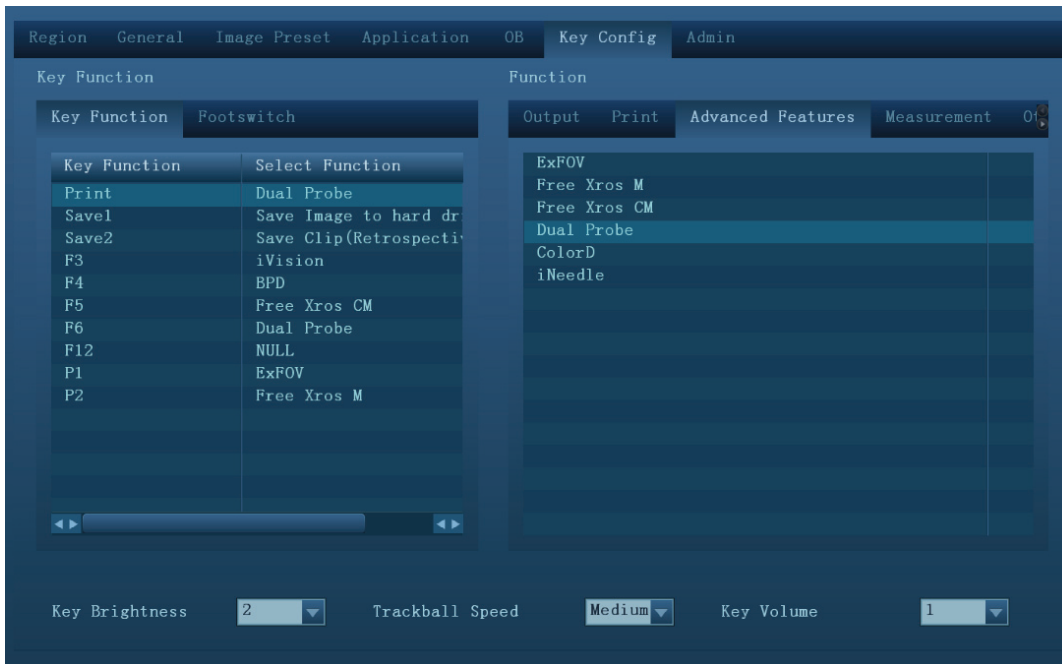 Region General Image Preset Application OB Key Config Admin
Key Function
Key Function Footswitch
Key Function Select Function
Print Dual Probe
Save1 Save Image to hard dr
Save2 Save Clip(Retrospecti
F3 iVision
F4 BPD
F5 Free Xros CM
F6 Dual Probe
F12 NULL
P1 ExFOV
P2 Free Xros M
Function
Output Print Advanced Features Measurement
ExFOV
Free Xros M
Free Xros CM
Dual Probe
ColorD
iNeedle
Key Brightness 2 Trackball Speed Medium Key Volume 1